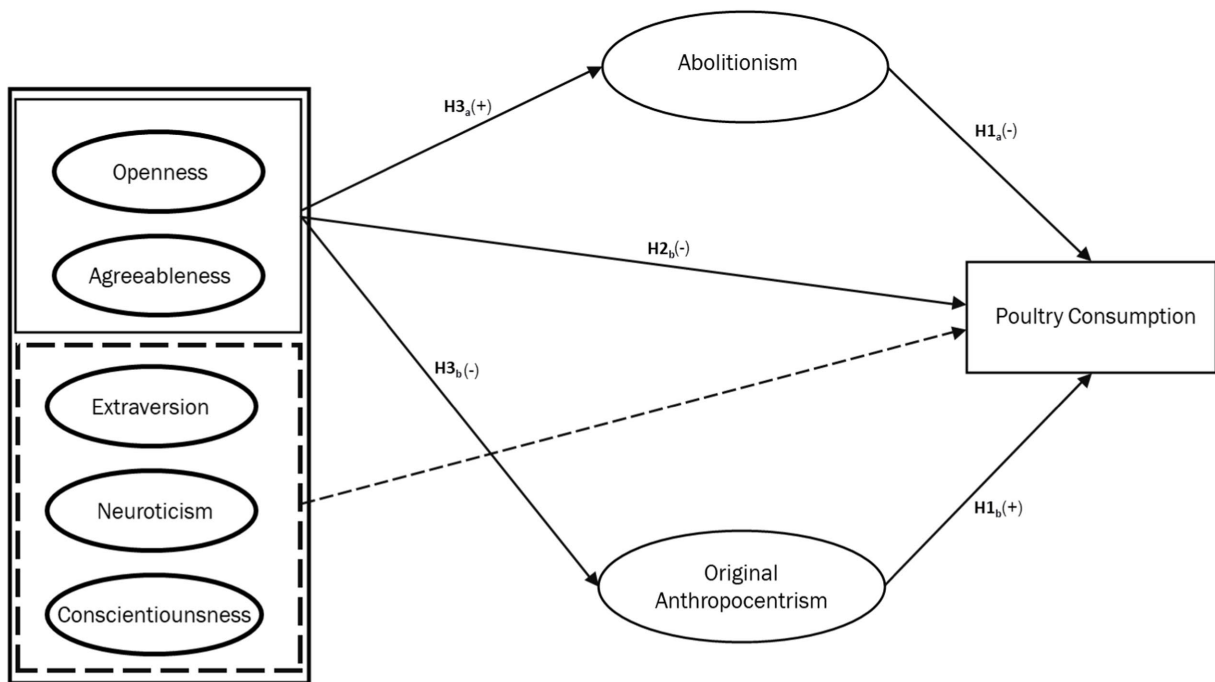 Abolitionism
H3a(+)
H1a(-)
Openness
H2b(-)
Agreeableness
Poultry Consumption
H3b(-)
Extraversion
Neuroticism
H1b(+)
Original
Anthropocentrism
Conscientiounsness